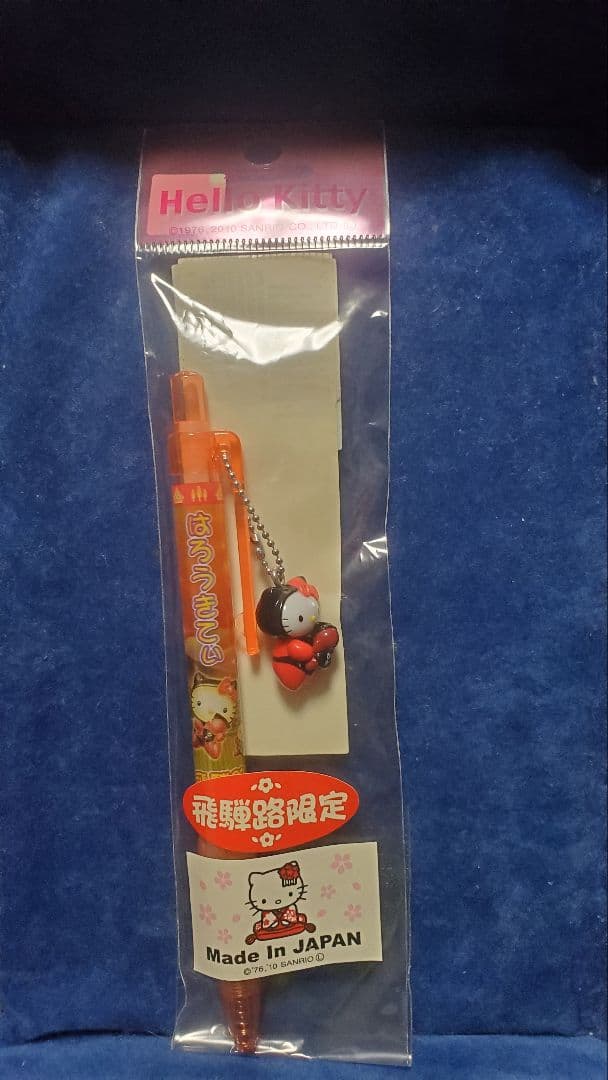 Hello Kitty
©1976, 2010 SANRIO CO., LTD.
はろうきてぃ
飛騨路限定
Made In JAPAN
©'76,'10 SANRIO Ⓛ